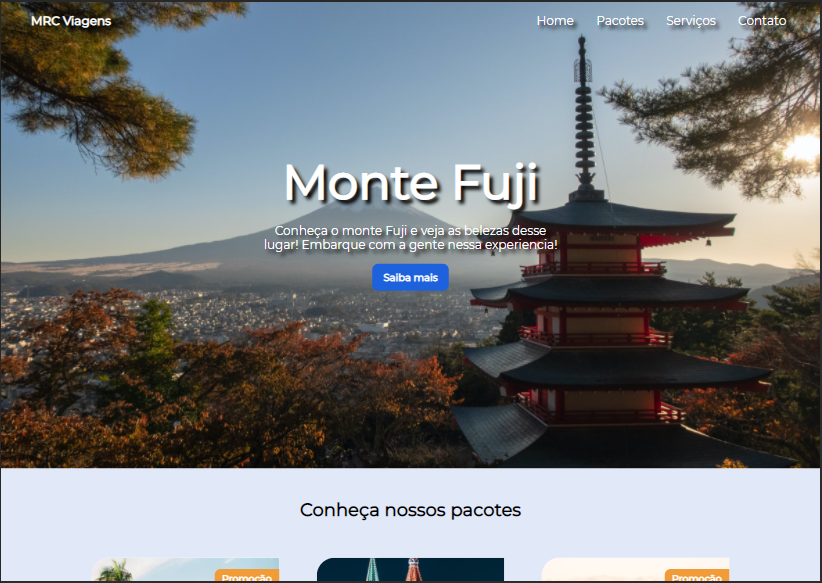 MRC Viagens
Home Pacotes Serviços Contato
Monte Fuji
Conheça o monte Fuji e veja as belezas desse
lugar! Embarque com a gente nessa experiencia!
Saiba mais
Conheça nossos pacotes
Promoção
Promoção